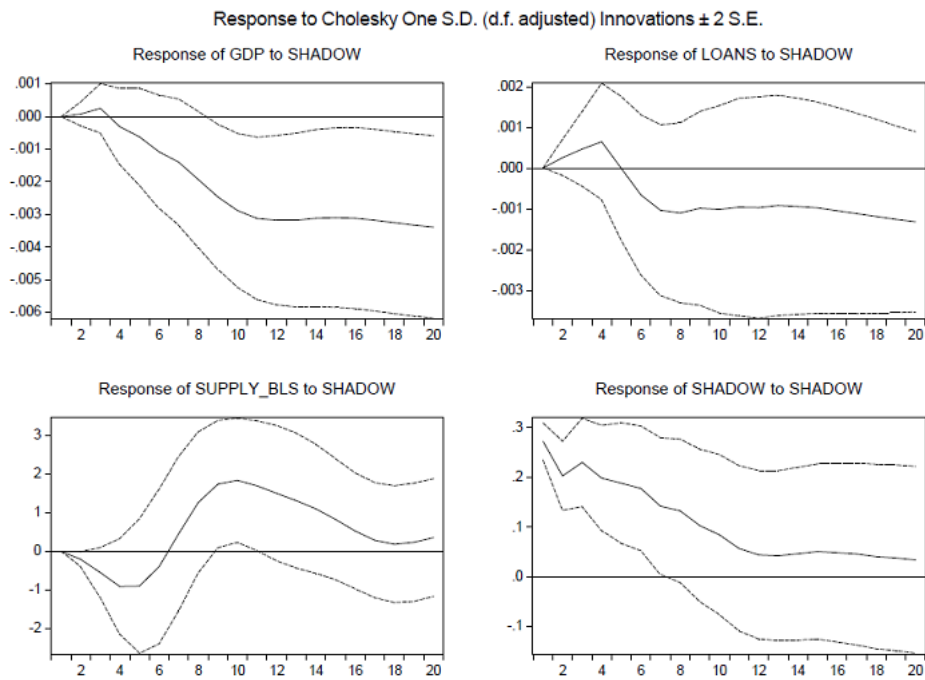 Response to Cholesky One S.D. (d.f. adjusted) Innovations ± 2 S.E.
Response of GDP to SHADOW
.001
.000
-.001
-.002
-.003
-.004
-.005
-.006
2 4 6 8 10 12 14 16 18 20
Response of LOANS to SHADOW
.002
.001
.000
-.001
-.002
-.003
2 4 6 8 10 12 14 16 18 20
Response of SUPPLY_BLS to SHADOW
3
2
1
0
-1
-2
2 4 6 8 10 12 14 16 18 20
Response of SHADOW to SHADOW
.3
.2
.1
.0
-.1
2 4 6 8 10 12 14 16 18 20